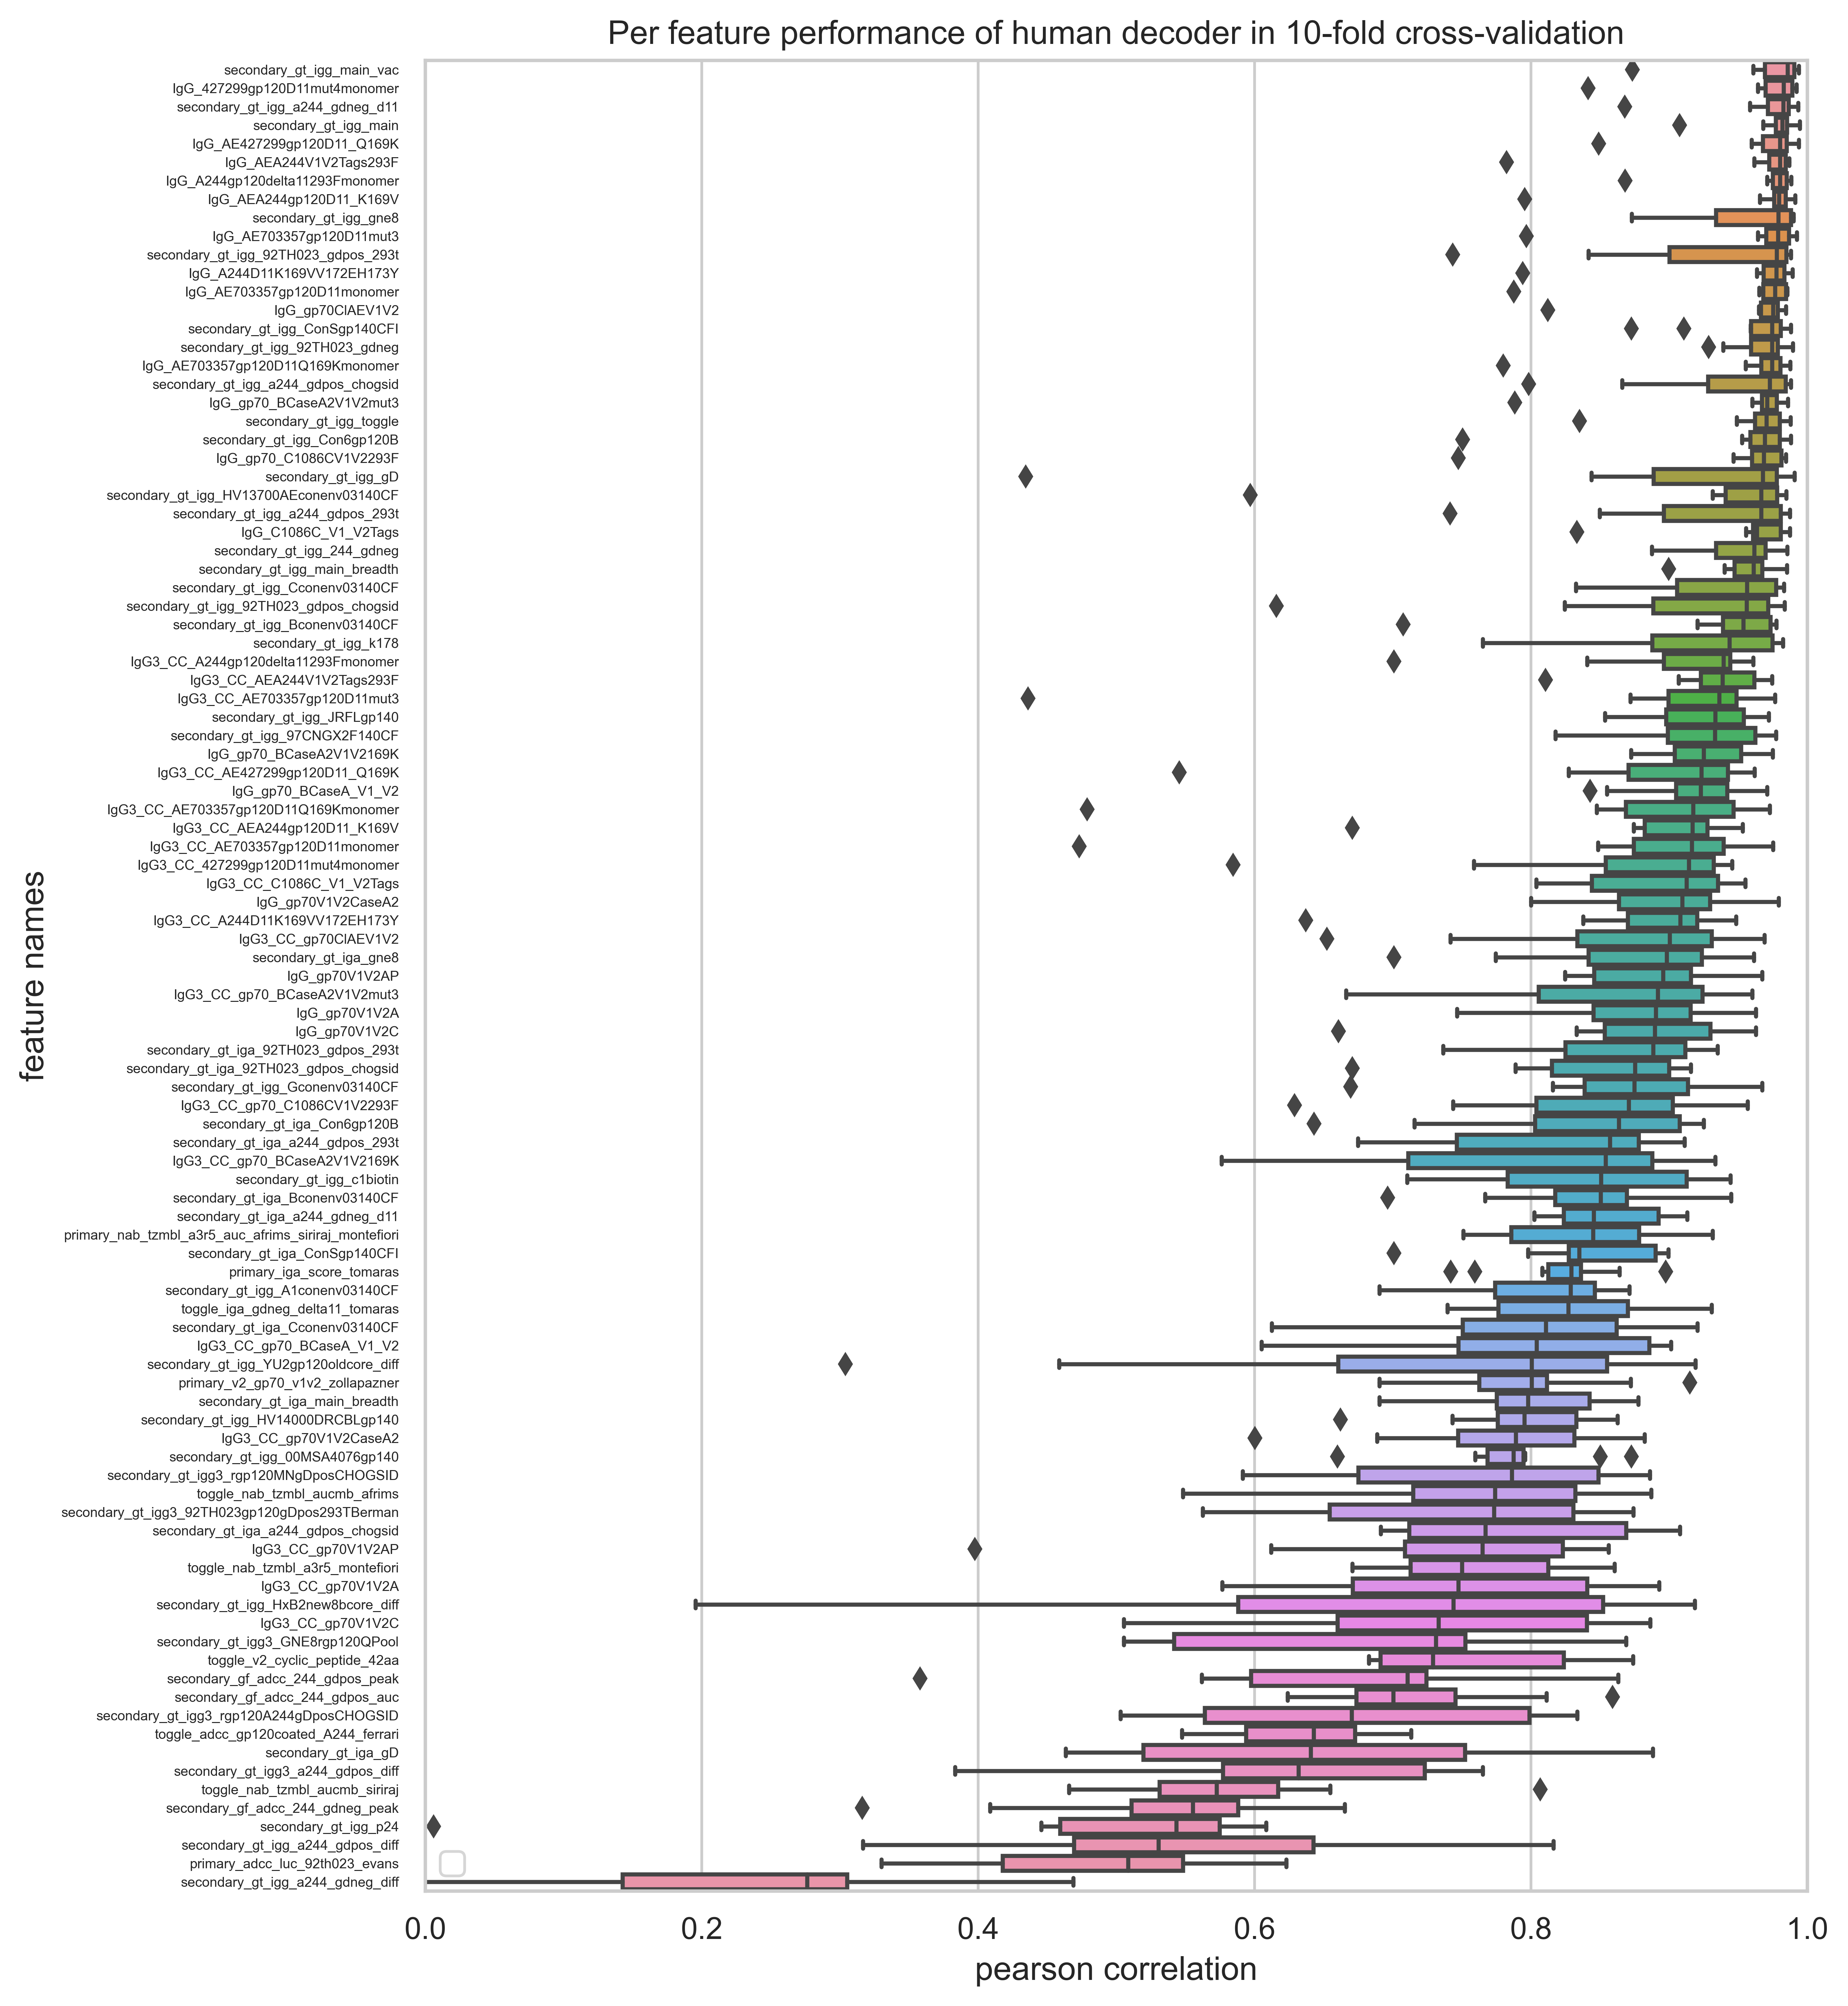 Per feature performance of human decoder in 10-fold cross-validation
secondary_gt_igg_main_vac
IgG_427299gp120D11mut4monomer
secondary_gt_igg_a244_gdneg_d11
secondary_gt_igg_main
IgG_AE427299gp120D11_Q169K
IgG_AEA244V1V2Tags293F
IgG_A244gp120delta11293Fmonomer
IgG_AEA244gp120D11_K169V
secondary_gt_igg_gne8
IgG_AE703357gp120D11mut3
secondary_gt_igg_92TH023_gdpos_293t
IgG_A244D11K169VV172EH173Y
IgG_AE703357gp120D11monomer
IgG_gp70ClAEV1V2
secondary_gt_igg_ConSgp140CFI
secondary_gt_igg_92TH023_gdneg
IgG_AE703357gp120D11Q169Kmonomer
secondary_gt_igg_a244_gdpos_chogsid
IgG_gp70_BCaseA2V1V2mut3
secondary_gt_igg_toggle
secondary_gt_igg_Con6gp120B
IgG_gp70_C1086CV1V2293F
secondary_gt_igg_gD
secondary_gt_igg_HV13700AEconenv03140CF
secondary_gt_igg_a244_gdpos_293t
IgG_C1086C_V1_V2Tags
secondary_gt_igg_244_gdneg
secondary_gt_igg_main_breadth
secondary_gt_igg_Cconenv03140CF
secondary_gt_igg_92TH023_gdpos_chogsid
secondary_gt_igg_Bconenv03140CF
secondary_gt_igg_k178
IgG3_CC_A244gp120delta11293Fmonomer
IgG3_CC_AEA244V1V2Tags293F
IgG3_CC_AE703357gp120D11mut3
secondary_gt_igg_JRFLgp140
secondary_gt_igg_97CNGX2F140CF
IgG_gp70_BCaseA2V1V2169K
IgG3_CC_AE427299gp120D11_Q169K
IgG_gp70_BCaseA_V1_V2
IgG3_CC_AE703357gp120D11Q169Kmonomer
IgG3_CC_AEA244gp120D11_K169V
IgG3_CC_AE703357gp120D11monomer
IgG3_CC_427299gp120D11mut4monomer
IgG3_CC_C1086C_V1_V2Tags
IgG_gp70V1V2CaseA2
IgG3_CC_A244D11K169VV172EH173Y
IgG3_CC_gp70ClAEV1V2
secondary_gt_iga_gne8
IgG_gp70V1V2AP
IgG3_CC_gp70_BCaseA2V1V2mut3
IgG_gp70V1V2A
IgG_gp70V1V2C
secondary_gt_iga_92TH023_gdpos_293t
secondary_gt_iga_92TH023_gdpos_chogsid
secondary_gt_igg_Gconenv03140CF
IgG3_CC_gp70_C1086CV1V2293F
secondary_gt_iga_Con6gp120B
secondary_gt_iga_a244_gdpos_293t
IgG3_CC_gp70_BCaseA2V1V2169K
secondary_gt_igg_c1biotin
secondary_gt_iga_Bconenv03140CF
secondary_gt_iga_a244_gdneg_d11
primary_nab_tzmbl_a3r5_auc_afrims_siriraj_montefiori
secondary_gt_iga_ConSgp140CFI
primary_iga_score_tomaras
secondary_gt_igg_A1conenv03140CF
toggle_iga_gdneg_delta11_tomaras
secondary_gt_iga_Cconenv03140CF
IgG3_CC_gp70_BCaseA_V1_V2
secondary_gt_igg_YU2gp120oldcore_diff
primary_v2_gp70_v1v2_zollapazner
secondary_gt_iga_main_breadth
secondary_gt_igg_HV14000DRCBLgp140
IgG3_CC_gp70V1V2CaseA2
secondary_gt_igg_00MSA4076gp140
secondary_gt_igg3_rgp120MNgDposCHOGSID
toggle_nab_tzmbl_aucmb_afrims
secondary_gt_igg3_92TH023gp120gDpos293TBerman
secondary_gt_iga_a244_gdpos_chogsid
IgG3_CC_gp70V1V2AP
toggle_nab_tzmbl_a3r5_montefiori
IgG3_CC_gp70V1V2A
secondary_gt_igg_HxB2new8bcore_diff
IgG3_CC_gp70V1V2C
secondary_gt_igg3_GNE8rgp120QPool
toggle_v2_cyclic_peptide_42aa
secondary_gf_adcc_244_gdpos_peak
secondary_gf_adcc_244_gdpos_auc
secondary_gt_igg3_rgp120A244gDposCHOGSID
toggle_adcc_gp120coated_A244_ferrari
secondary_gt_iga_gD
secondary_gt_igg3_a244_gdpos_diff
toggle_nab_tzmbl_aucmb_siriraj
secondary_gf_adcc_244_gdneg_peak
secondary_gt_igg_p24
secondary_gt_igg_a244_gdpos_diff
primary_adcc_luc_92th023_evans
secondary_gt_igg_a244_gdneg_diff
feature names
0.0 0.2 0.4 0.6 0.8 1.0
pearson correlation